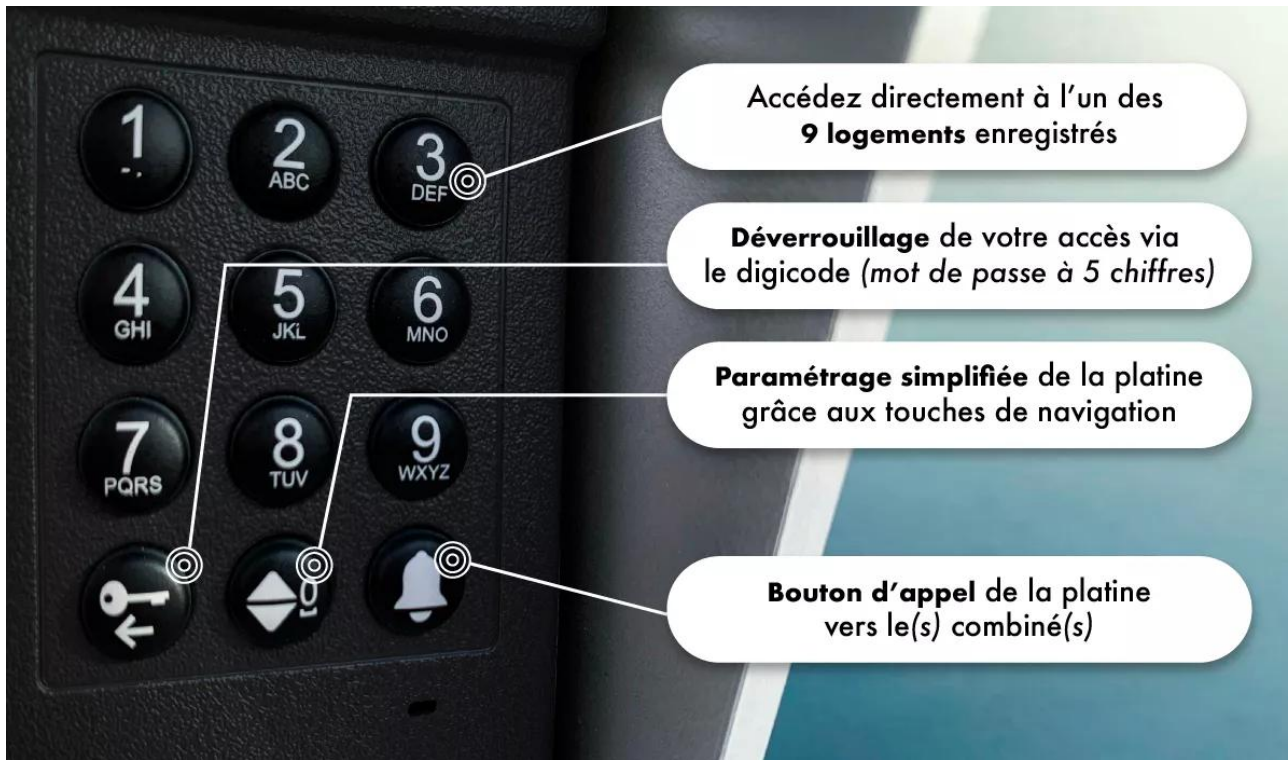 1
-.
2
ABC
3
DEF
Accédez directement à l'un des
9 logements enregistrés
4
GHI
5
JKL
6
MNO
Déverrouillage de votre accès via
le digicode (mot de passe à 5 chiffres)
Paramétrage simplifiée de la platine
grâce aux touches de navigation
7
PQRS
8
TUV
9
WXYZ
0
Bouton d'appel de la platine
vers le(s) combiné(s)